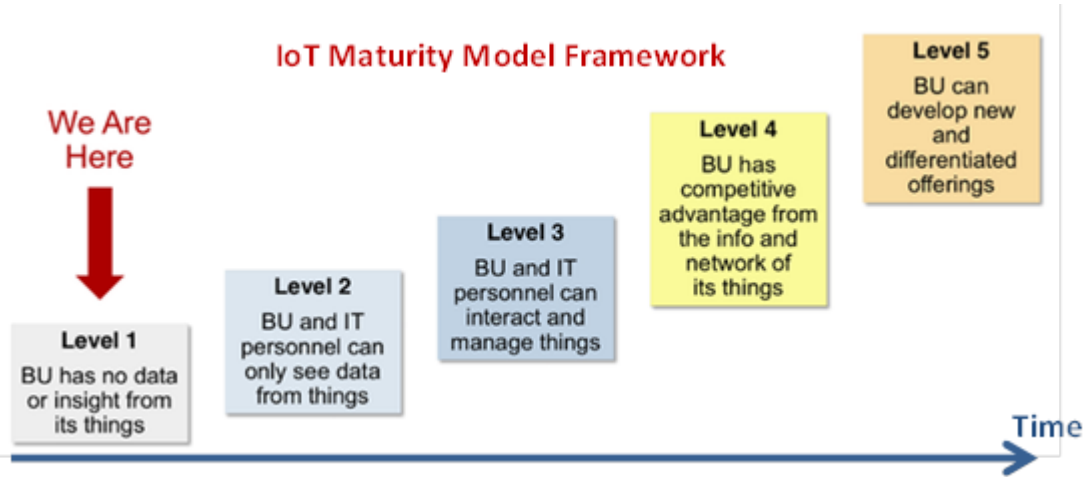 IoT Maturity Model Framework
We Are
Here
Level 1
BU has no data
or insight from
its things
Level 2
BU and IT
personnel can
only see data
from things
Level 3
BU and IT
personnel can
interact and
manage things
Level 4
BU has
competitive
advantage from
the info and
network of
its things
Level 5
BU can
develop new
and
differentiated
offerings
Time